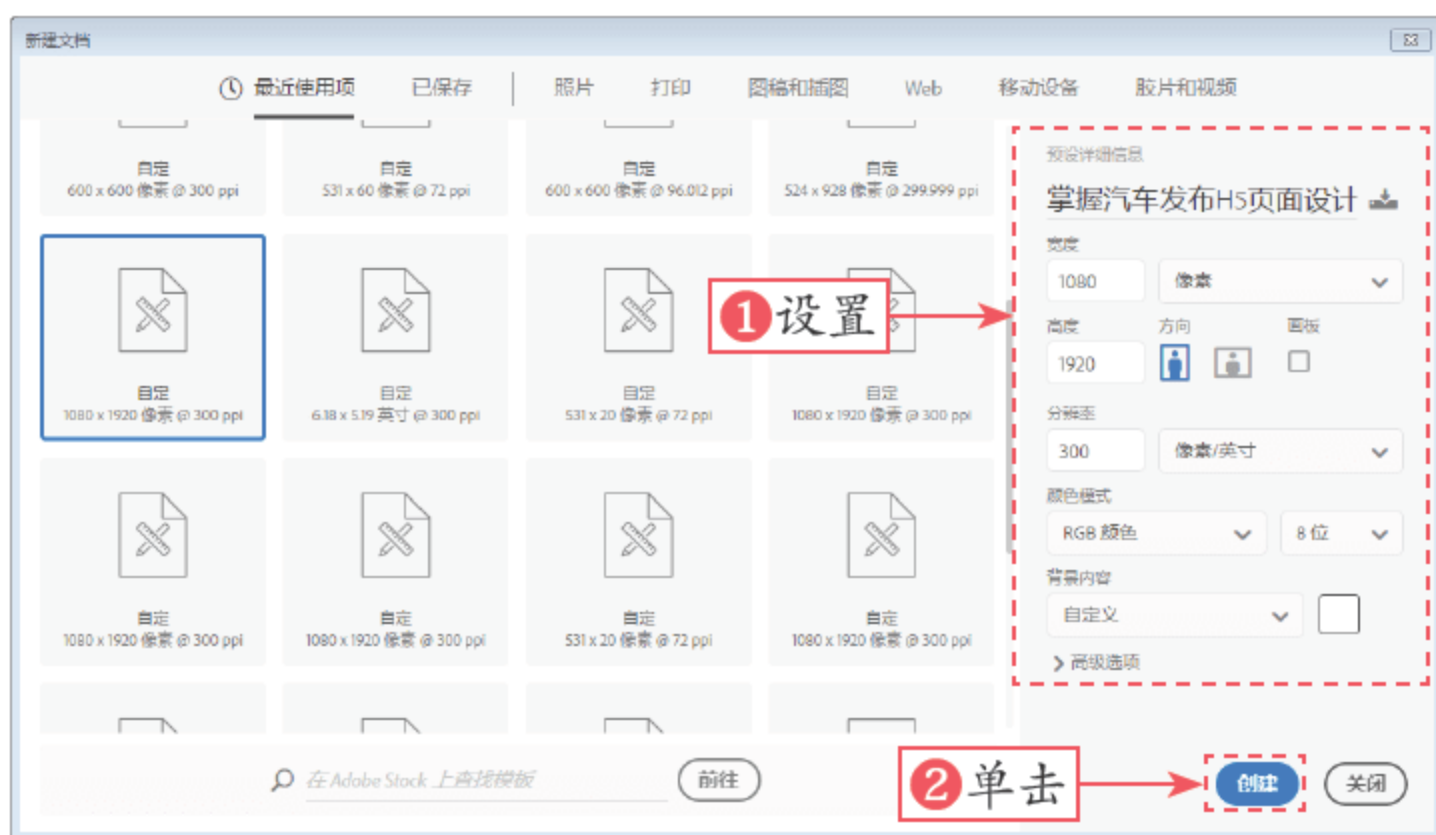 新建文档
最近使用项 已保存 照片 打印 图稿和插图 Web 移动设备 胶片和视频
自定 自定 自定 自定
600 x 600 像素 @ 300 ppi 531 x 60 像素 @ 72 ppi 600 x 600 像素 @ 96.012 ppi 524 x 928 像素 @ 299.999 ppi
自定 自定 自定 自定
1080 x 1920 像素 @ 300 ppi 6.18 x 5.19 英寸 @ 300 ppi 531 x 20 像素 @ 72 ppi 1080 x 1920 像素 @ 300 ppi
自定 自定 自定 自定
1080 x 1920 像素 @ 300 ppi 1080 x 1920 像素 @ 300 ppi 531 x 20 像素 @ 72 ppi 1080 x 1920 像素 @ 300 ppi
在 Adobe Stock 上查找模板 前往
预设详细信息
掌握汽车发布H5页面设计
宽度
1080 像素
1 设置
高度 方向 画板
1920
分辨率
300 像素/英寸
颜色模式
RGB 颜色 8 位
背景内容
自定义
高级选项
2 单击
创建 关闭